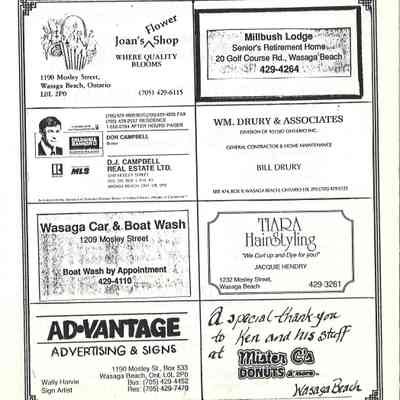 Joan's Flower Shop
WHERE QUALITY
BLOOMS
1190 Mosley Street,
Wasaga Beach, Ontario
L0L 2P0
(705) 429-6115
Millbush Lodge
Senior's Retirement Home
20 Golf Course Rd., Wasaga Beach
429-4264
DON CAMPBELL
Broker
MLS
D.J. CAMPBELL
REAL ESTATE LTD.
WM. DRURY & ASSOCIATES
GENERAL CONTRACTOR & HOME MAINTENANCE
BILL DRURY
Wasaga Car & Boat Wash
1209 Mosley Street
Boat Wash by Appointment
429-4110
TIARA
HairStyling
"We Curl up and Dye for you!"
JACQUIE HENDRY
1232 Mosley Street,
Wasaga Beach
429-3261
AD•VANTAGE
ADVERTISING & SIGNS
1190 Mosley St., Box 533
Wasaga Beach, Ont. L0L 2P0
Wally Harvie
Bus: (705) 429-4452
Sign Artist
Res: (705) 429-7470
A special thank-you
to Ken and his staff
at Mister C's
DONUTS & more
Wasaga Beach